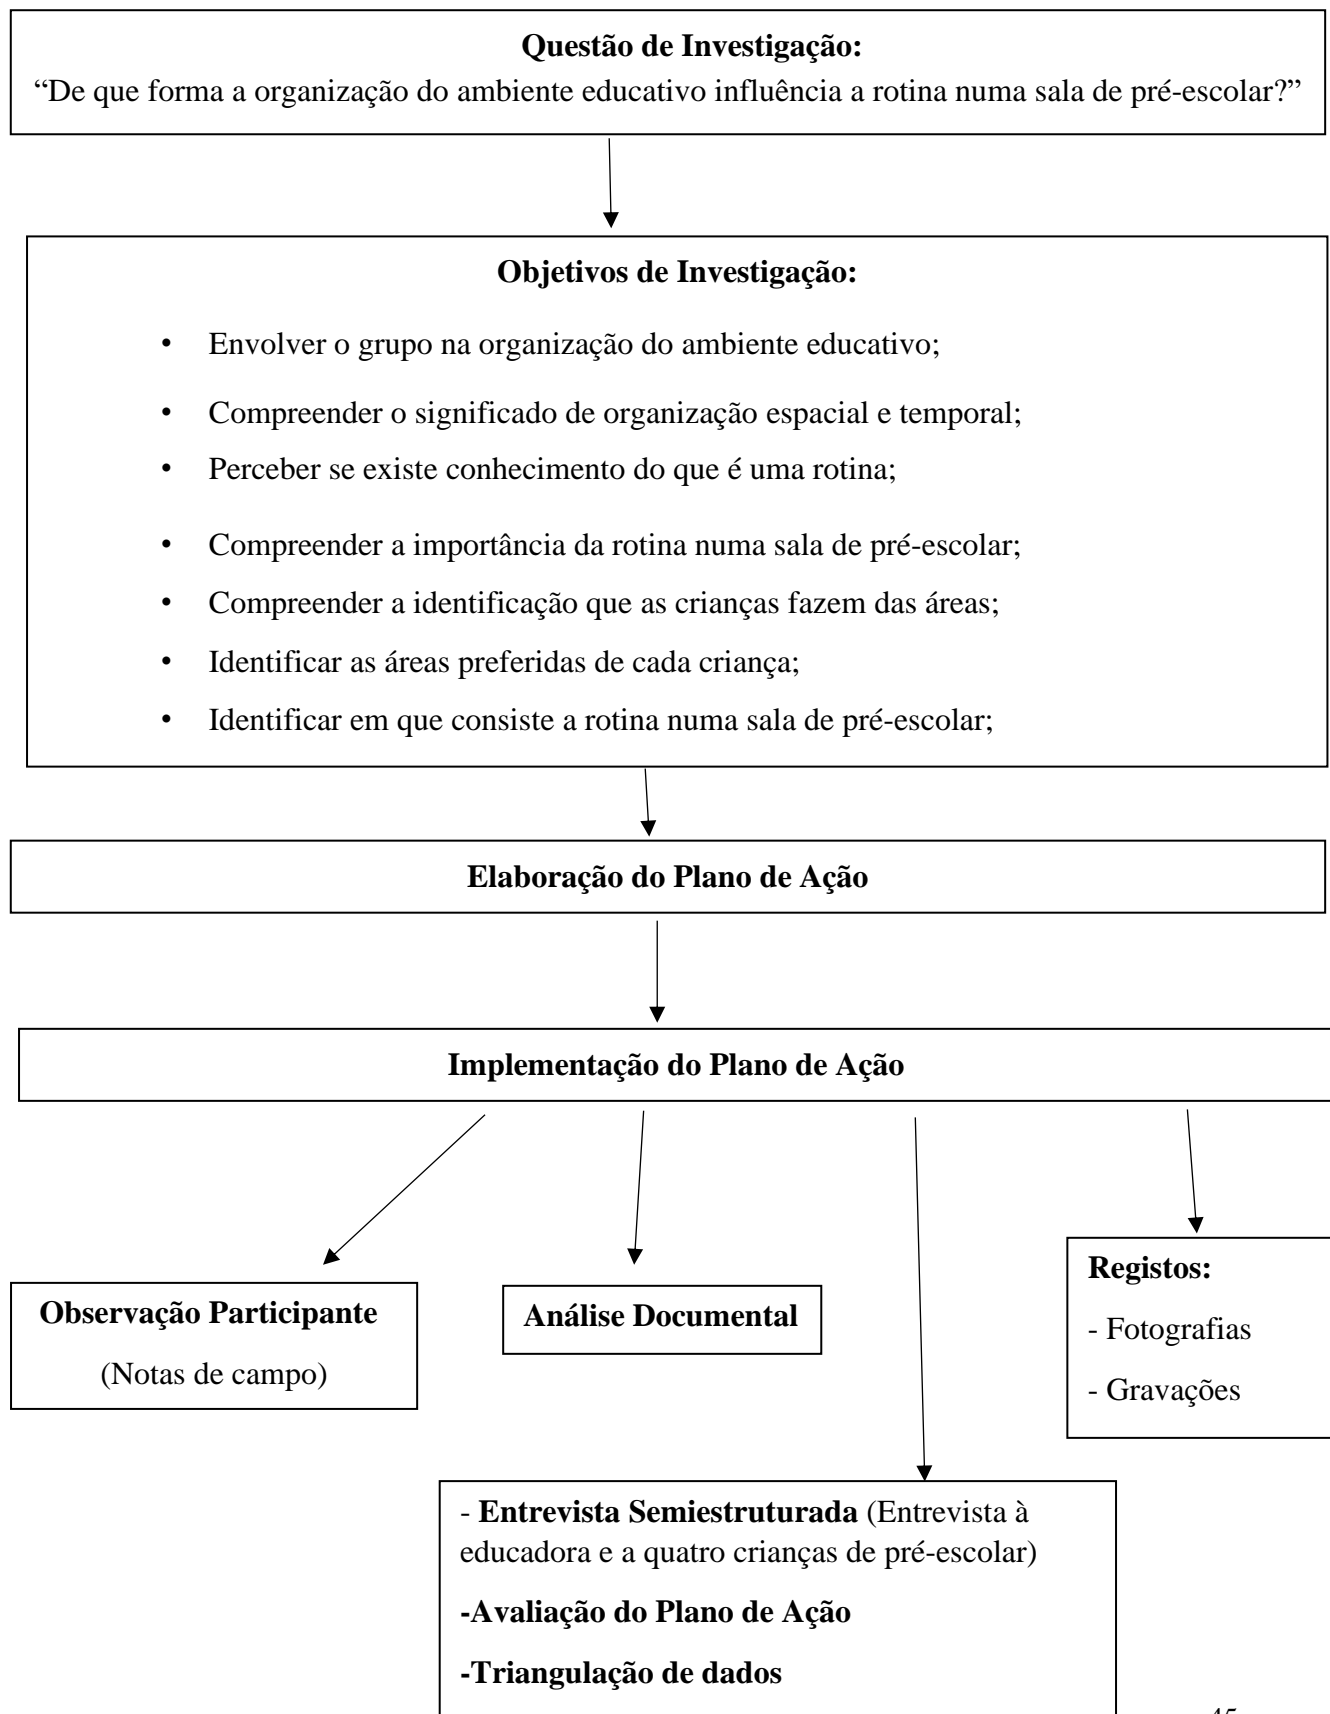 Questão de Investigação:
“De que forma a organização do ambiente educativo influência a rotina numa sala de pré-escolar?”
Objetivos de Investigação:
• Envolver o grupo na organização do ambiente educativo;
• Compreender o significado de organização espacial e temporal;
• Perceber se existe conhecimento do que é uma rotina;
• Compreender a importância da rotina numa sala de pré-escolar;
• Compreender a identificação que as crianças fazem das áreas;
• Identificar as áreas preferidas de cada criança;
• Identificar em que consiste a rotina numa sala de pré-escolar;
Elaboração do Plano de Ação
Implementação do Plano de Ação
Observação Participante
(Notas de campo)
Análise Documental
Registos:
- Fotografias
- Gravações
- Entrevista Semiestruturada (Entrevista à
educadora e a quatro crianças de pré-escolar)
-Avaliação do Plano de Ação
-Triangulação de dados